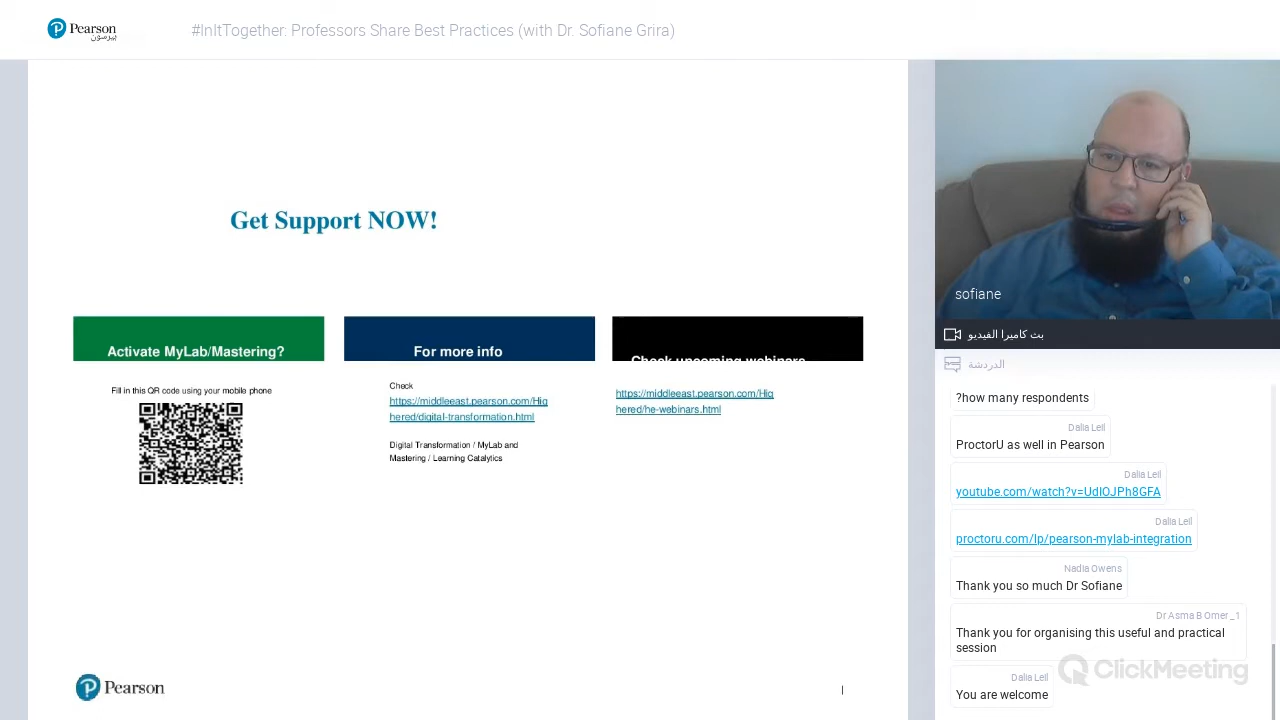 Pearson
بيرسون
#InItTogether: Professors Share Best Practices (with Dr. Sofiane Grira)
Get Support NOW!
Activate MyLab/Mastering?
Fill in this QR code using your mobile phone
For more info
Check
https://middleeast.pearson.com/Hig
hered/digital-transformation.html
Digital Transformation / MyLab and
Mastering / Learning Catalytics
Check upcoming webinars
https://middleeast.pearson.com/Hig
hered/he-webinars.html
Pearson
sofiane
بث كاميرا الفيديو
الدردشة
?how many respondents
Dalia Leil
ProctorU as well in Pearson
Dalia Leil
youtube.com/watch?v=UdIOJPh8GFA
Dalia Leil
proctoru.com/lp/pearson-mylab-integration
Nadia Owens
Thank you so much Dr Sofiane
Dr Asma B Omer_1
Thank you for organising this useful and practical
session
Dalia Leil
You are welcome
ClickMeeting